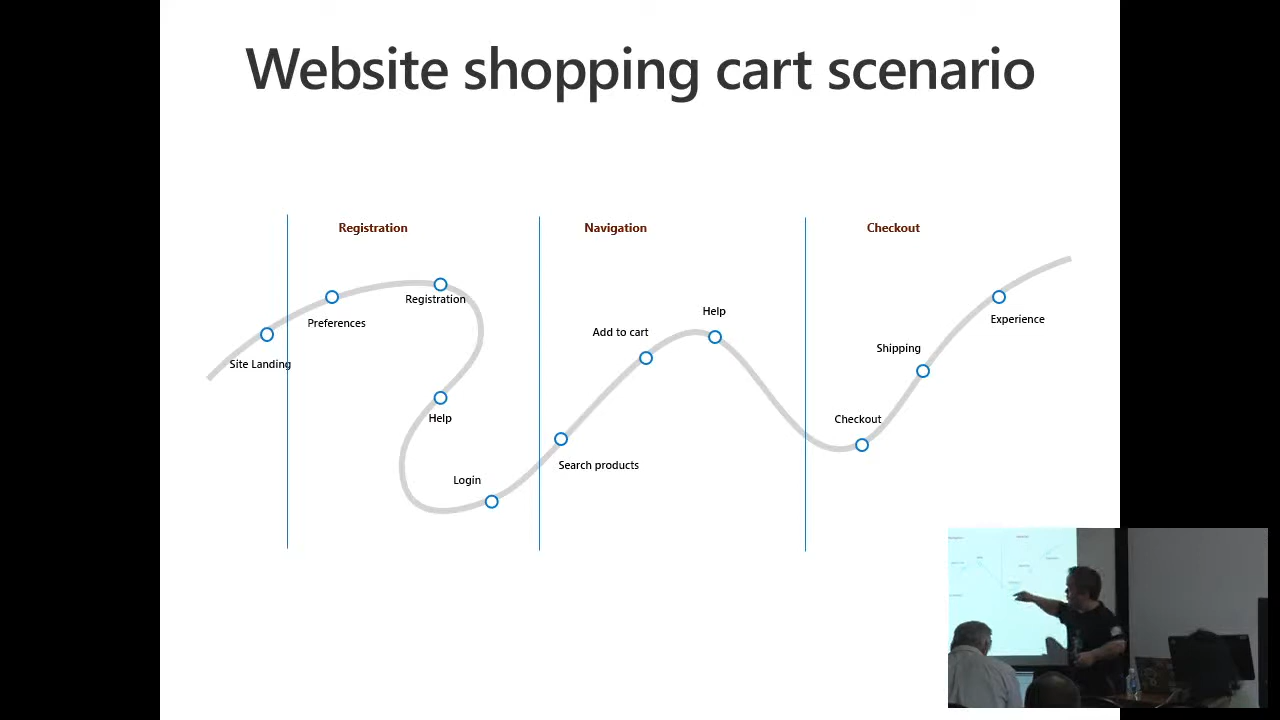 Website shopping cart scenario
Registration
Navigation
Checkout
Site Landing
Preferences
Registration
Help
Login
Search products
Add to cart
Help
Checkout
Shipping
Experience